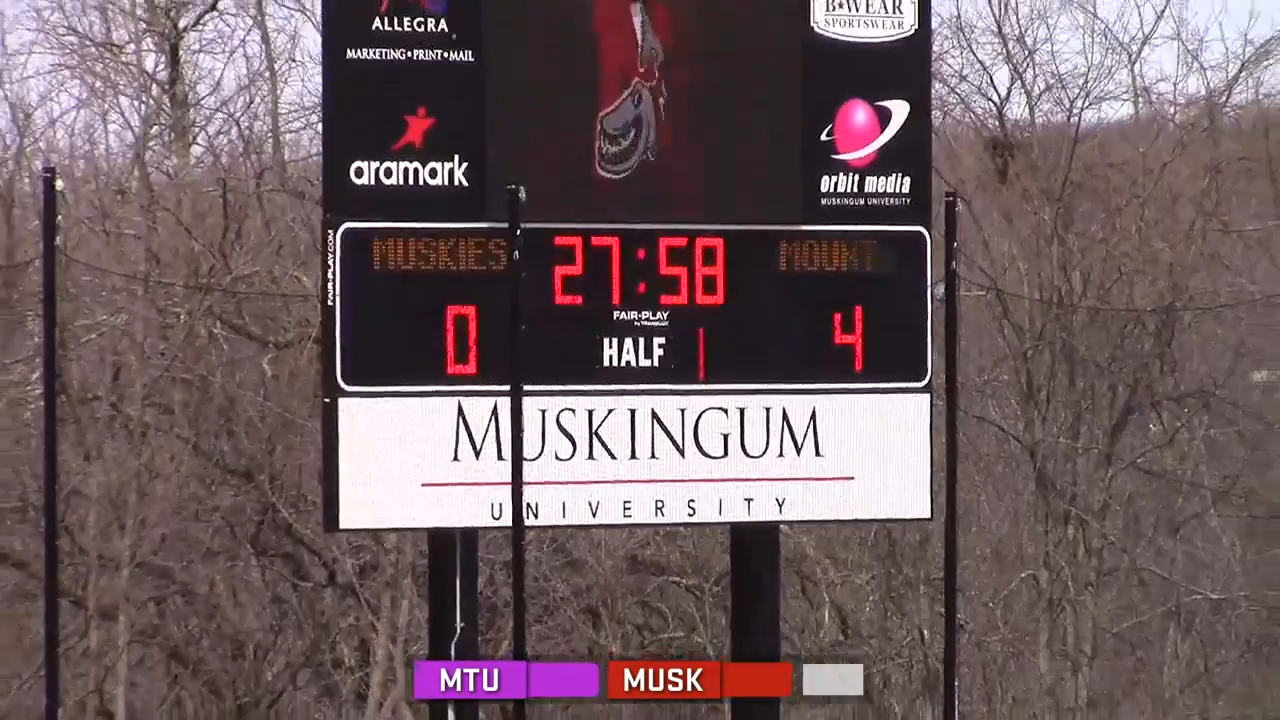 ALLEGRA
MARKETING•PRINT•MAIL
B★WEAR
SPORTSWEAR
aramark
orbit media
MUSKINGUM UNIVERSITY
FAIR-PLAY.COM
MUSKIES 27:58 MOUNT
FAIR-PLAY
0 HALF 1 4
MUSKINGUM
UNIVERSITY
MTU MUSK